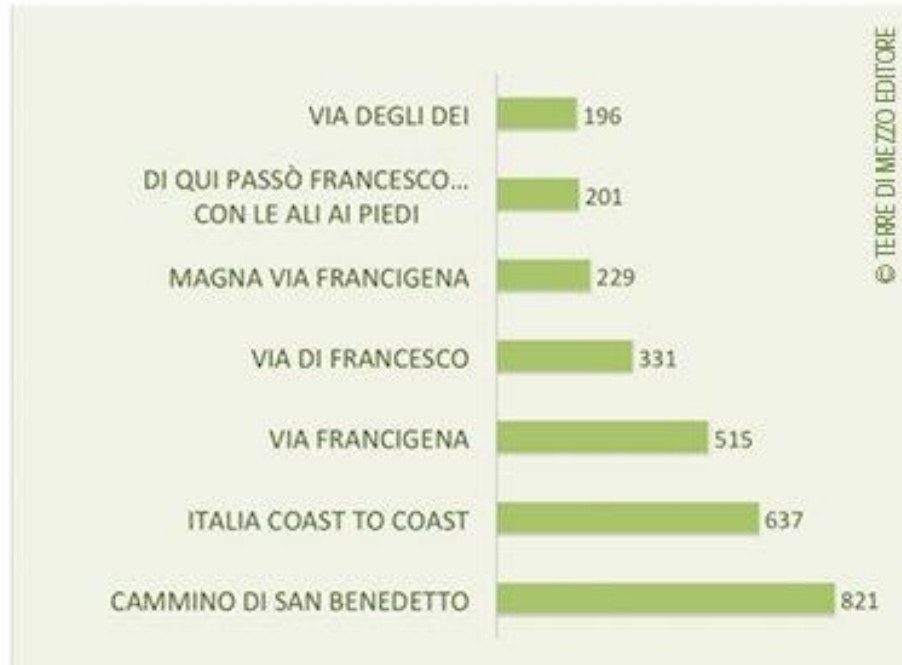 VIA DEGLI DEI 196
DI QUI PASSÒ FRANCESCO...
CON LE ALI AI PIEDI 201
MAGNA VIA FRANCIGENA 229
VIA DI FRANCESCO 331
VIA FRANCIGENA 515
ITALIA COAST TO COAST 637
CAMMINO DI SAN BENEDETTO 821
© TERRE DI MEZZO EDITORE